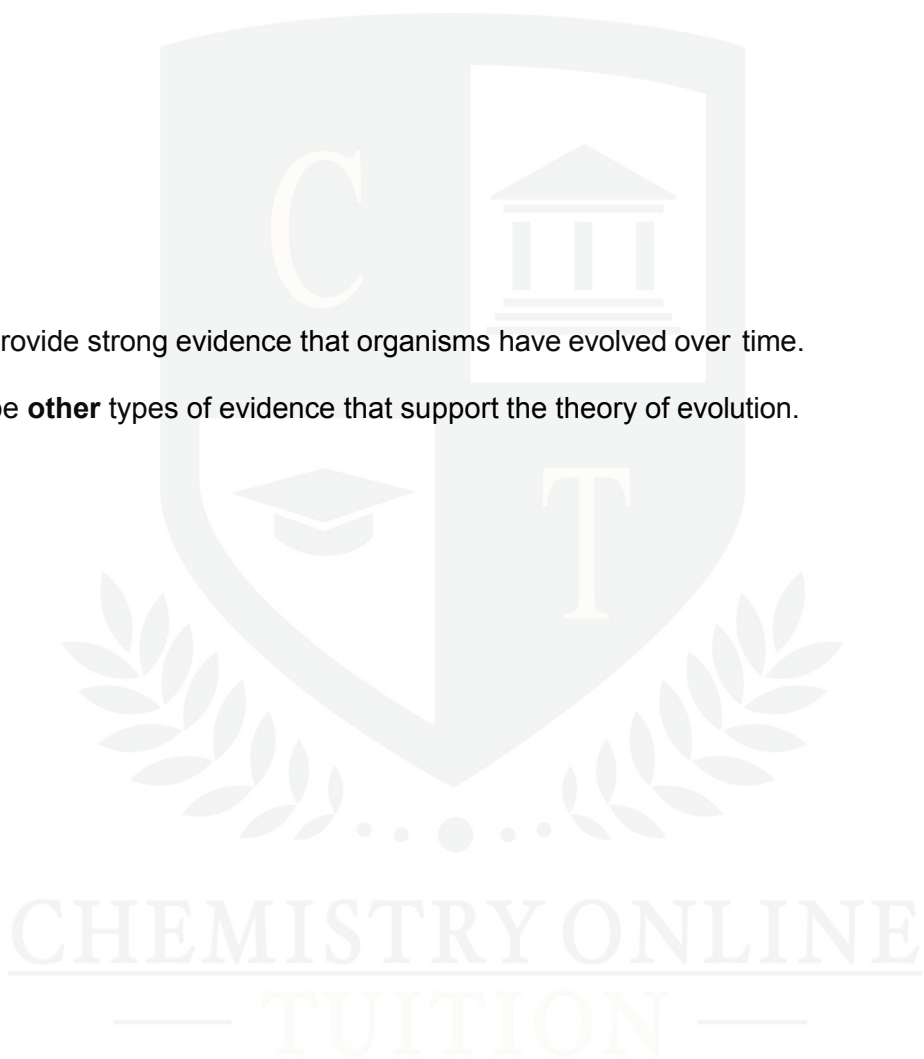 C
rovide strong evidence that organisms have evolved over time.
be **other** types of evidence that support the theory of evolution.
T
CHEMISTRY ONLINE
— TUITION —